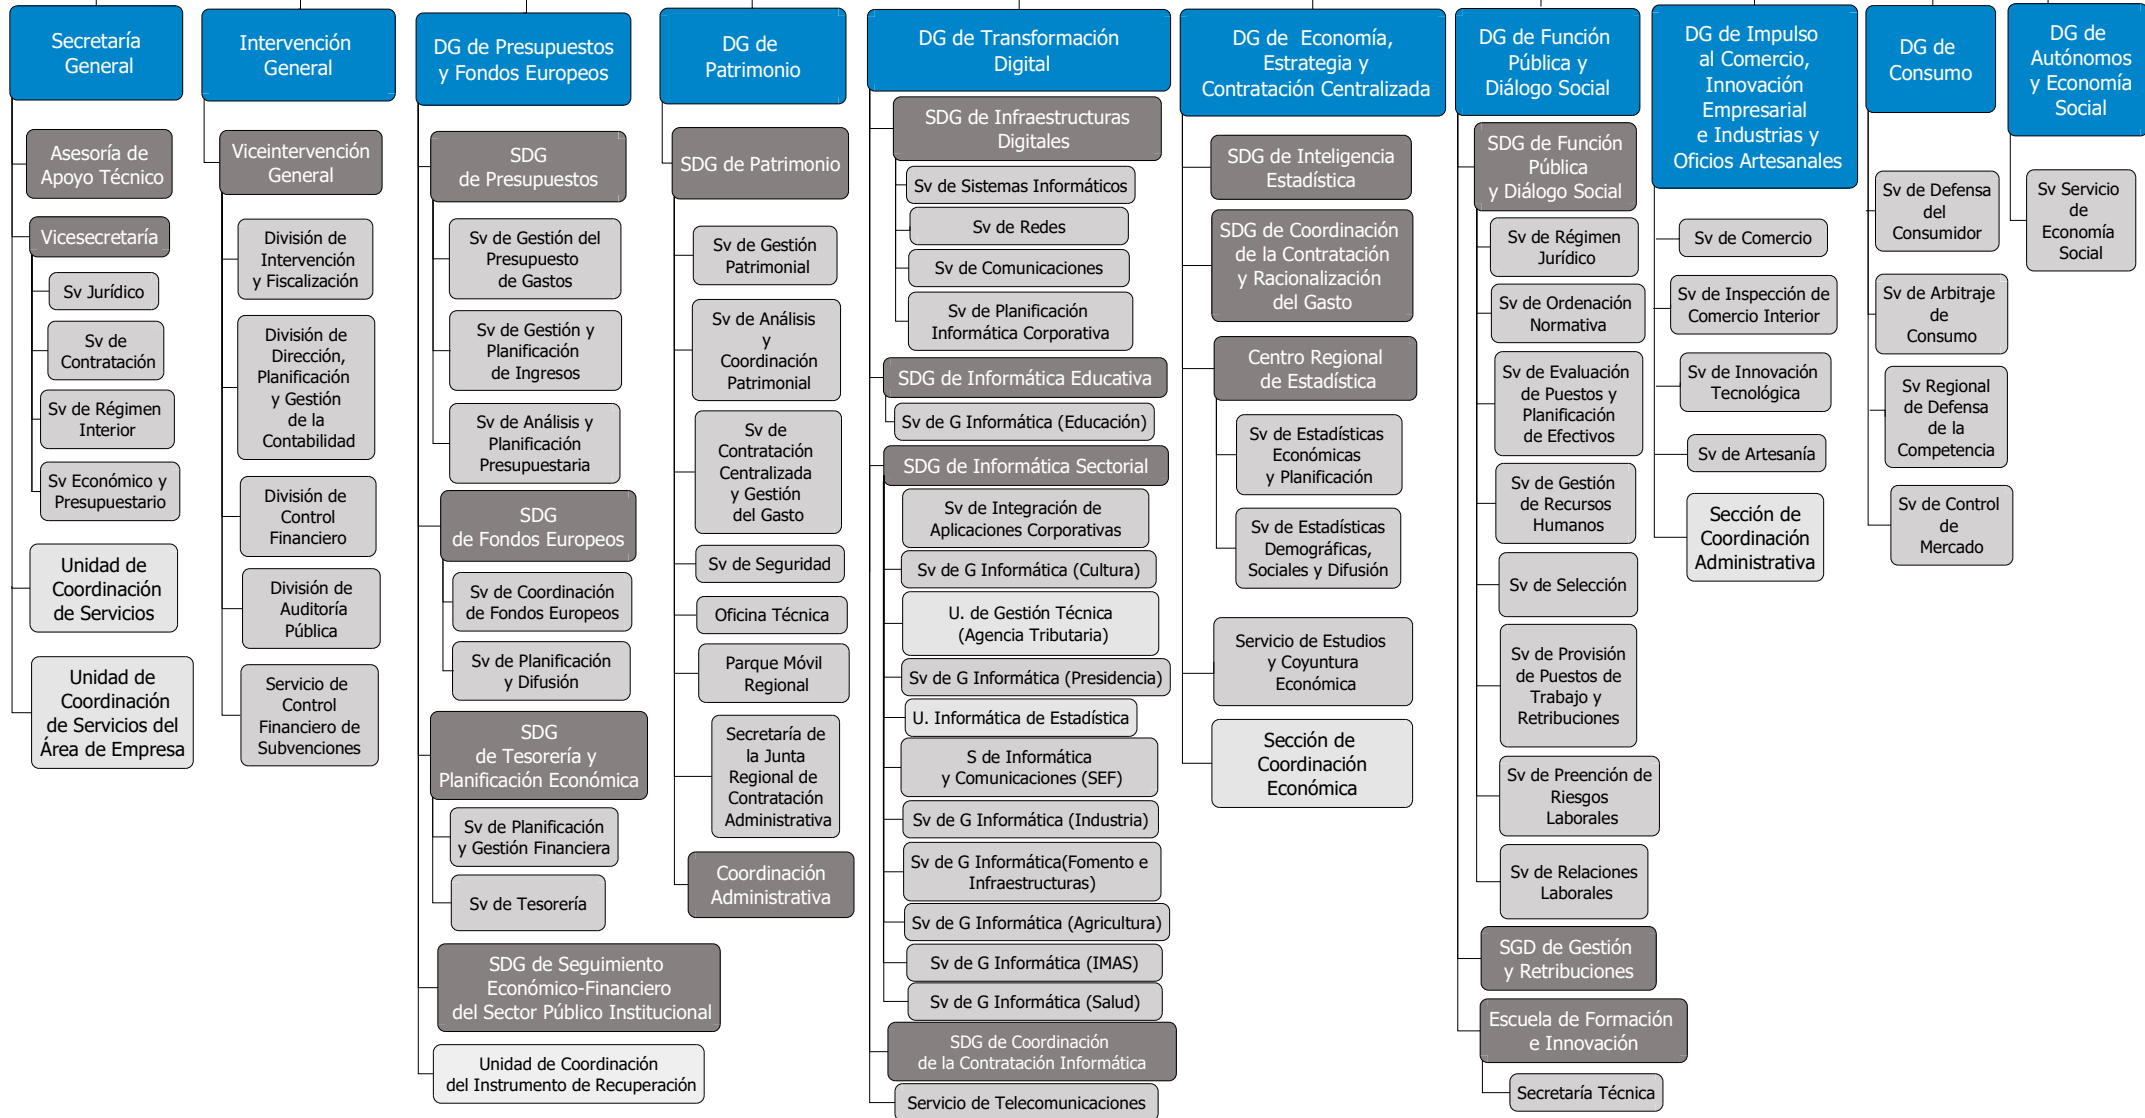 Secretaría
General
Asesoría de
Apoyo Técnico
Vicesecretaría
Sv Jurídico
Sv de
Contratación
Sv de Régimen
Interior
Sv Económico y
Presupuestario
Unidad de
Coordinación
de Servicios
Unidad de
Coordinación
de Servicios del
Área de Empresa
Intervención
General
Viceintervención
General
División de
Intervención
y Fiscalización
División de
Dirección,
Planificación
y Gestión
de la
Contabilidad
División de
Control
Financiero
División de
Auditoría
Pública
Servicio de
Control
Financiero de
Subvenciones
DG de Presupuestos
y Fondos Europeos
SDG
de Presupuestos
Sv de Gestión del
Presupuesto
de Gastos
Sv de Gestión y
Planificación
de Ingresos
Sv de Análisis y
Planificación
Presupuestaria
SDG
de Fondos Europeos
Sv de Coordinación
de Fondos Europeos
Sv de Planificación
y Difusión
SDG
de Tesorería y
Planificación Económica
Sv de Planificación
y Gestión Financiera
Sv de Tesorería
SDG de Seguimiento
Económico-Financiero
del Sector Público Institucional
Unidad de Coordinación
del Instrumento de Recuperación
DG de
Patrimonio
SDG de Patrimonio
Sv de Gestión
Patrimonial
Sv de Análisis
y
Coordinación
Patrimonial
Sv de
Contratación
Centralizada
y Gestión
del Gasto
Sv de Seguridad
Oficina Técnica
Parque Móvil
Regional
Secretaría de
la Junta
Regional de
Contratación
Administrativa
Coordinación
Administrativa
DG de Transformación
Digital
SDG de Infraestructuras
Digitales
Sv de Sistemas Informáticos
Sv de Redes
Sv de Comunicaciones
Sv de Planificación
Informática Corporativa
SDG de Informática Educativa
Sv de G Informática (Educación)
SDG de Informática Sectorial
Sv de Integración de
Aplicaciones Corporativas
Sv de G Informática (Cultura)
U. de Gestión Técnica
(Agencia Tributaria)
Sv de G Informática (Presidencia)
U. Informática de Estadística
S de Informática
y Comunicaciones (SEF)
Sv de G Informática (Industria)
Sv de G Informática(Fomento e
Infraestructuras)
Sv de G Informática (Agricultura)
Sv de G Informática (IMAS)
Sv de G Informática (Salud)
SDG de Coordinación
de la Contratación Informática
Servicio de Telecomunicaciones
DG de Economía,
Estrategia y
Contratación Centralizada
SDG de Inteligencia
Estadística
SDG de Coordinación
de la Contratación
y Racionalización
del Gasto
Centro Regional
de Estadística
Sv de Estadísticas
Económicas
y Planificación
Sv de Estadísticas
Demográficas,
Sociales y Difusión
Servicio de Estudios
y Coyuntura
Económica
Sección de
Coordinación
Económica
DG de Función
Pública y
Diálogo Social
SDG de Función
Pública
y Diálogo Social
Sv de Régimen
Jurídico
Sv de Ordenación
Normativa
Sv de Evaluación
de Puestos y
Planificación
de Efectivos
Sv de Gestión
de Recursos
Humanos
Sv de Selección
Sv de Provisión
de Puestos de
Trabajo y
Retribuciones
Sv de Preención de
Riesgos
Laborales
Sv de Relaciones
Laborales
SGD de Gestión
y Retribuciones
Escuela de Formación
e Innovación
Secretaría Técnica
DG de Impulso
al Comercio,
Innovación
Empresarial
e Industrias y
Oficios Artesanales
Sv de Comercio
Sv de Inspección de
Comercio Interior
Sv de Innovación
Tecnológica
Sv de Artesanía
Sección de
Coordinación
Administrativa
DG de
Consumo
Sv de Defensa
del
Consumidor
Sv de Arbitraje
de
Consumo
Sv Regional
de Defensa
de la
Competencia
Sv de Control
de
Mercado
DG de
Autónomos
y Economía
Social
Sv Servicio
de
Economía
Social